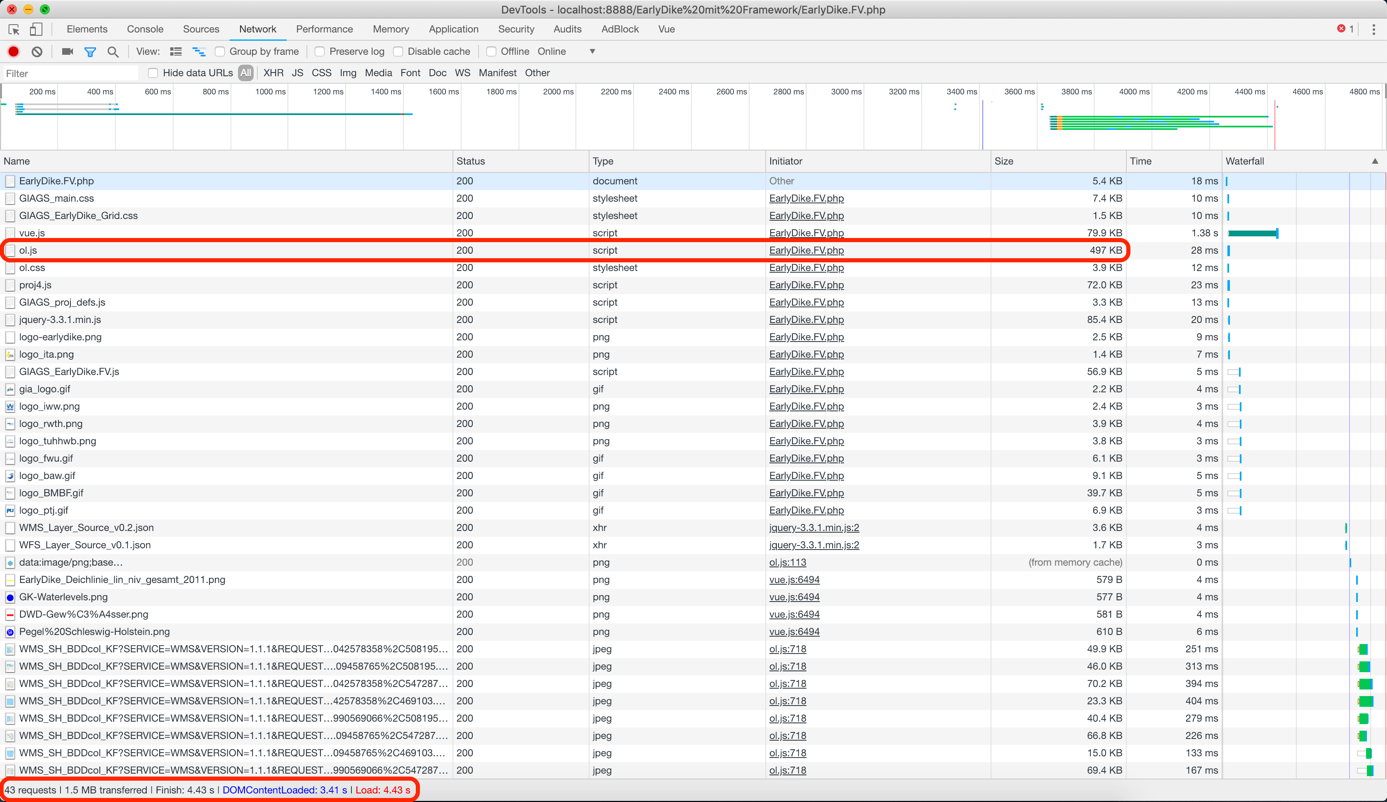 DevTools - localhost:8888/EarlyDike%20mit%20Framework/EarlyDike.FV.php
Elements Console Sources Network Performance Memory Application Security Audits AdBlock Vue 1
View: Group by frame Preserve log Disable cache Offline Online
Filter Hide data URLs All XHR JS CSS Img Media Font Doc WS Manifest Other
200 ms 400 ms 600 ms 800 ms 1000 ms 1200 ms 1400 ms 1600 ms 1800 ms 2000 ms 2200 ms 2400 ms 2600 ms 2800 ms 3000 ms 3200 ms 3400 ms 3600 ms 3800 ms 4000 ms 4200 ms 4400 ms 4600 ms 4800 ms
Name Status Type Initiator Size Time Waterfall
EarlyDike.FV.php 200 document Other 5.4 KB 18 ms
GIAGS_main.css 200 stylesheet EarlyDike.FV.php 7.4 KB 10 ms
GIAGS_EarlyDike_Grid.css 200 stylesheet EarlyDike.FV.php 1.5 KB 10 ms
vue.js 200 script EarlyDike.FV.php 79.9 KB 1.38 s
ol.js 200 script EarlyDike.FV.php 497 KB 28 ms
ol.css 200 stylesheet EarlyDike.FV.php 3.9 KB 12 ms
proj4.js 200 script EarlyDike.FV.php 72.0 KB 23 ms
GIAGS_proj_defs.js 200 script EarlyDike.FV.php 3.3 KB 13 ms
jquery-3.3.1.min.js 200 script EarlyDike.FV.php 85.4 KB 20 ms
logo-earlydike.png 200 png EarlyDike.FV.php 2.5 KB 9 ms
logo_ita.png 200 png EarlyDike.FV.php 1.4 KB 7 ms
GIAGS_EarlyDike.FV.js 200 script EarlyDike.FV.php 56.9 KB 5 ms
gia_logo.gif 200 gif EarlyDike.FV.php 2.2 KB 4 ms
logo_iww.png 200 png EarlyDike.FV.php 2.4 KB 3 ms
logo_rwth.png 200 png EarlyDike.FV.php 3.9 KB 4 ms
logo_tuhhwb.png 200 png EarlyDike.FV.php 3.8 KB 3 ms
logo_fwu.gif 200 gif EarlyDike.FV.php 6.1 KB 3 ms
logo_baw.gif 200 gif EarlyDike.FV.php 9.1 KB 5 ms
logo_BMBF.gif 200 gif EarlyDike.FV.php 39.7 KB 5 ms
logo_ptj.gif 200 gif EarlyDike.FV.php 6.9 KB 3 ms
WMS_Layer_Source_v0.2.json 200 xhr jquery-3.3.1.min.js:2 3.6 KB 4 ms
WFS_Layer_Source_v0.1.json 200 xhr jquery-3.3.1.min.js:2 1.7 KB 3 ms
data:image/png;base… 200 png ol.js:113 (from memory cache) 0 ms
EarlyDike_Deichlinie_lin_niv_gesamt_2011.png 200 png vue.js:6494 579 B 4 ms
GK-Waterlevels.png 200 png vue.js:6494 577 B 4 ms
DWD-Gew%C3%A4sser.png 200 png vue.js:6494 581 B 4 ms
Pegel%20Schleswig-Holstein.png 200 png vue.js:6494 610 B 6 ms
WMS_SH_BDDcol_KF?SERVICE=WMS&VERSION=1.1.1&REQUEST…042578358%2C508195… 200 jpeg ol.js:718 49.9 KB 251 ms
WMS_SH_BDDcol_KF?SERVICE=WMS&VERSION=1.1.1&REQUEST….09458765%2C508195… 200 jpeg ol.js:718 46.0 KB 313 ms
WMS_SH_BDDcol_KF?SERVICE=WMS&VERSION=1.1.1&REQUEST…042578358%2C547287… 200 jpeg ol.js:718 70.2 KB 394 ms
WMS_SH_BDDcol_KF?SERVICE=WMS&VERSION=1.1.1&REQUEST…42578358%2C469103.… 200 jpeg ol.js:718 23.3 KB 404 ms
WMS_SH_BDDcol_KF?SERVICE=WMS&VERSION=1.1.1&REQUEST…990569066%2C508195… 200 jpeg ol.js:718 40.4 KB 279 ms
WMS_SH_BDDcol_KF?SERVICE=WMS&VERSION=1.1.1&REQUEST….09458765%2C547287… 200 jpeg ol.js:718 66.8 KB 226 ms
WMS_SH_BDDcol_KF?SERVICE=WMS&VERSION=1.1.1&REQUEST…09458765%2C469103.… 200 jpeg ol.js:718 15.0 KB 133 ms
WMS_SH_BDDcol_KF?SERVICE=WMS&VERSION=1.1.1&REQUEST…990569066%2C547287… 200 jpeg ol.js:718 69.4 KB 167 ms
43 requests | 1.5 MB transferred | Finish: 4.43 s | DOMContentLoaded: 3.41 s | Load: 4.43 s